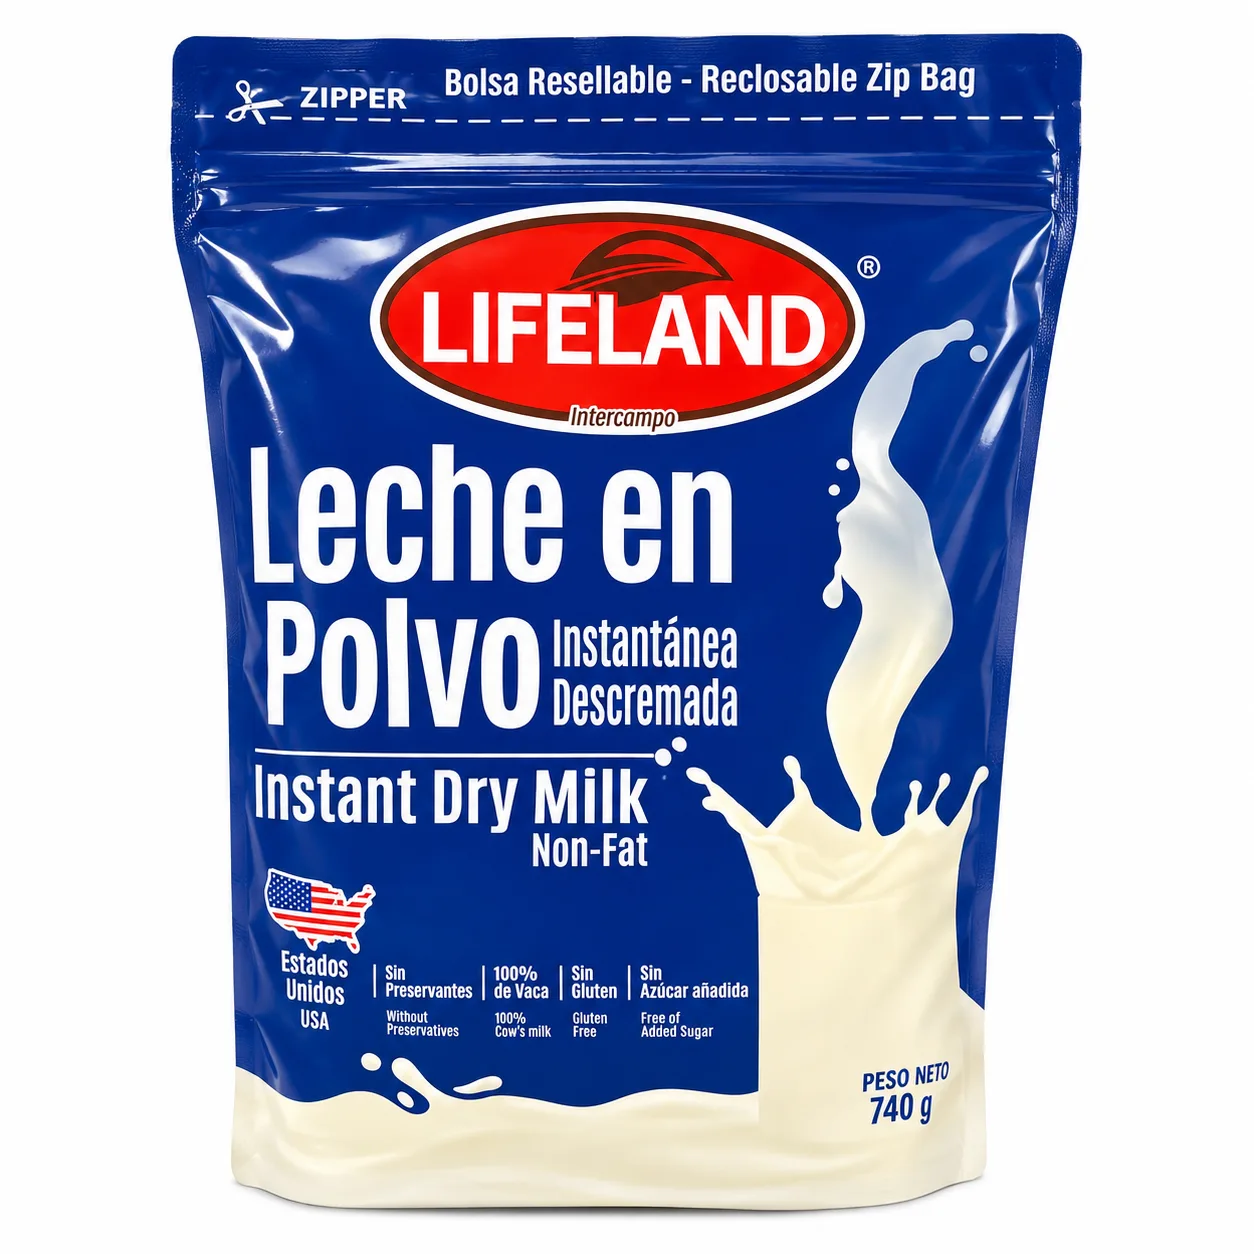 Bolsa Resellable - Reclosable Zip Bag
ZIPPER
LIFELAND
®
Intercampo
Leche en
Polvo
Instantánea
Descremada
Instant Dry Milk
Non-Fat
Estados
Unidos
USA
Sin
Preservantes
Without
Preservatives
100%
de Vaca
100%
Cow's milk
Sin
Gluten
Gluten
Free
Sin
Azúcar añadida
Free of
Added Sugar
PESO NETO
740 g